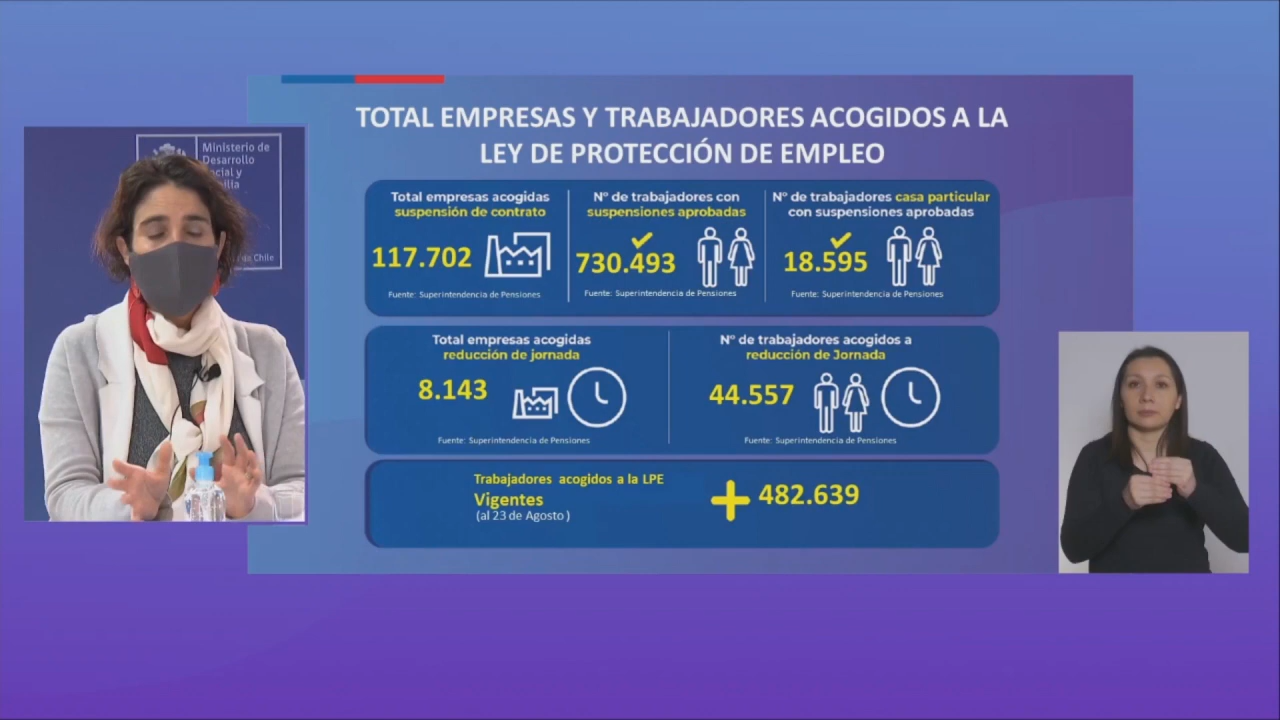 Ministerio de
Desarrollo
Social y
de Chile
TOTAL EMPRESAS Y TRABAJADORES ACOGIDOS A LA
LEY DE PROTECCIÓN DE EMPLEO
Total empresas acogidas
suspensión de contrato
117.702
Fuente: Superintendencia de Pensiones
N° de trabajadores con
suspensiones aprobadas
730.493
Fuente: Superintendencia de Pensiones
N° de trabajadores casa particular
con suspensiones aprobadas
18.595
Fuente: Superintendencia de Pensiones
Total empresas acogidas
reducción de jornada
8.143
Fuente: Superintendencia de Pensiones
N° de trabajadores acogidos a
reducción de Jornada
44.557
Fuente: Superintendencia de Pensiones
Trabajadores acogidos a la LPE
Vigentes
(al 23 de Agosto)
+ 482.639